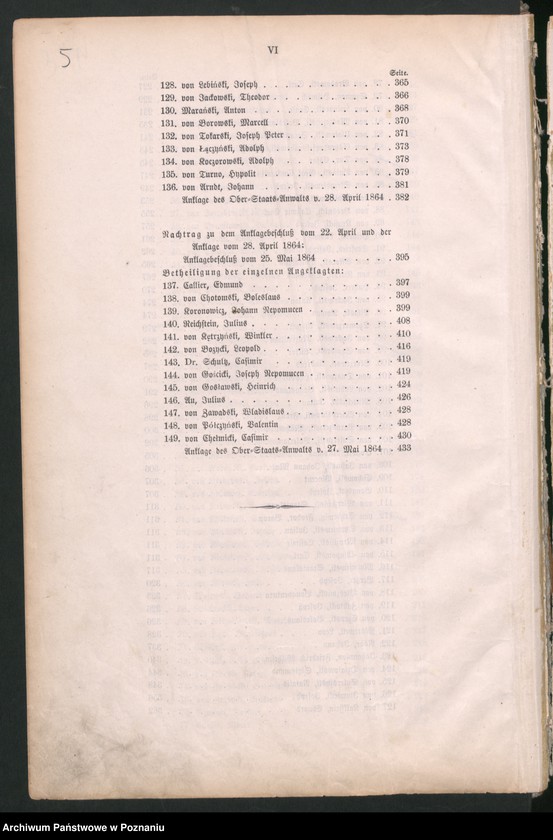 5
VI
Seite.
128. von Lebiński, Joseph . . . . . . . . . . . . 365
129. von Jackowski, Theodor . . . . . . . . . . . 366
130. Marański, Anton . . . . . . . . . . . . . 368
131. von Borowski, Marcell . . . . . . . . . . . 370
132. von Tokarski, Joseph Peter . . . . . . . . . . 371
133. von Łączyński, Adolph . . . . . . . . . . . 373
134. von Koczorowski, Adolph . . . . . . . . . . 378
135. von Turno, Hypolit . . . . . . . . . . . . 379
136. von Arndt, Johann . . . . . . . . . . . . 381
Anklage des Ober-Staats-Anwalts v. 28. April 1864 . 382
Nachtrag zu dem Anklagebeschluß vom 22. April und der
Anklage vom 28. April 1864:
Anklagebeschluß vom 25. Mai 1864 . . . . . . . 395
Betheiligung der einzelnen Angeklagten:
137. Callier, Edmund . . . . . . . . . . . . . 397
138. von Chotomski, Boleslaus . . . . . . . . . . 399
139. Koronowicz, Johann Nepomucen . . . . . . . . 399
140. Reichstein, Julius . . . . . . . . . . . . . 408
141. von Kętrzyński, Winkler . . . . . . . . . . . 410
142. von Bozycki, Leopold . . . . . . . . . . . . 416
143. Dr. Schultz, Casimir . . . . . . . . . . . 419
144. von Gościcki, Joseph Nepomucen . . . . . . . . 419
145. von Gosławski, Heinrich . . . . . . . . . . 424
146. Au, Julius . . . . . . . . . . . . . . . 426
147. von Zawadski, Wladislaus . . . . . . . . . . 428
148. von Półczyński, Valentin . . . . . . . . . . 428
149. von Chelmicki, Casimir . . . . . . . . . . . 430
Anklage des Ober-Staats-Anwalts v. 27. Mai 1864 . 433
Archiwum Państwowe w Poznaniu